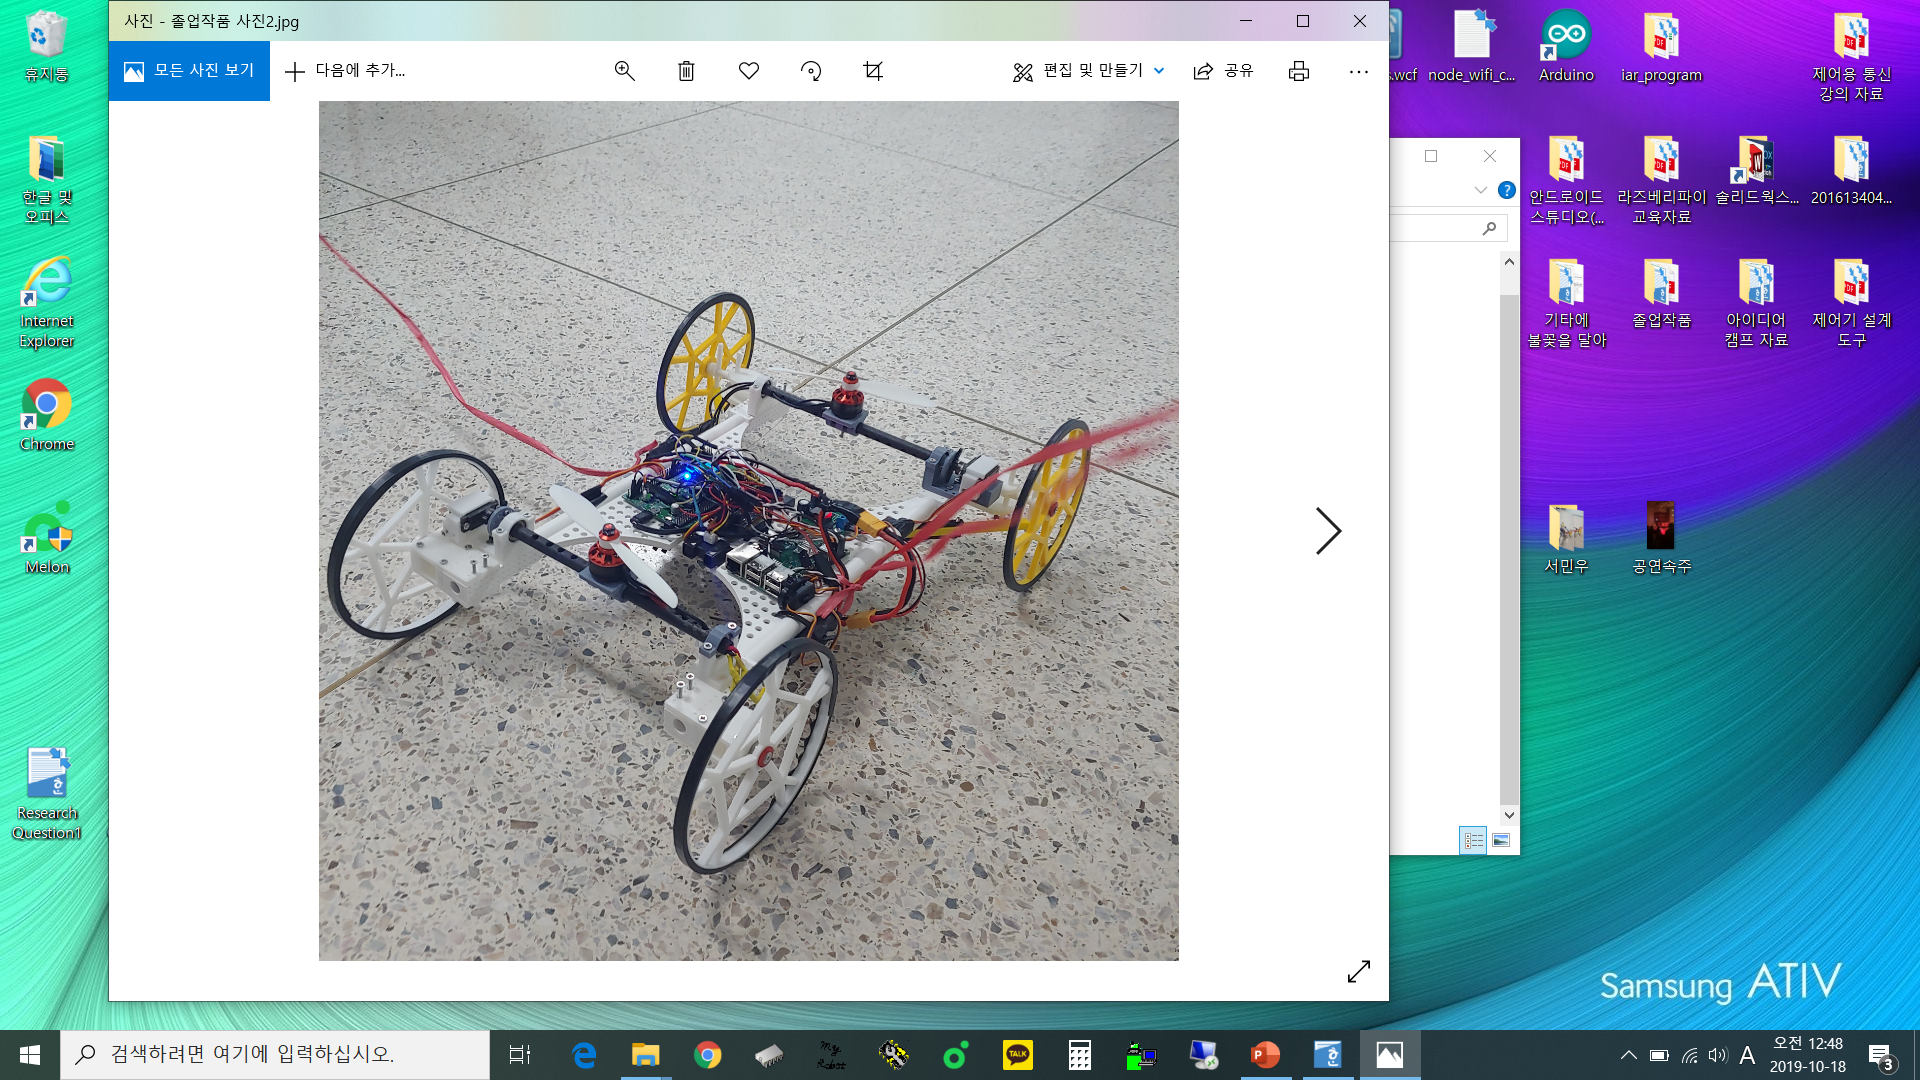 사진 - 졸업작품 사진2.jpg
모든 사진 보기
다음에 추가...
편집 및 만들기
공유
휴지통
한글 및
오피스
Internet
Explorer
Chrome
Melon
Research
Question1
s.wcf
node_wifi_c...
Arduino
iar_program
제어용 통신
강의 자료
안드로이드
스튜디오(...
라즈베리파이
교육자료
솔리드웍스...
201613404...
기타에
불꽃을 달아
졸업작품
아이디어
캠프 자료
제어기 설계
도구
서민우
공연속주
Samsung ATIV
검색하려면 여기에 입력하십시오.
My
Robot
TALK
A
오전 12:48
2019-10-18
3